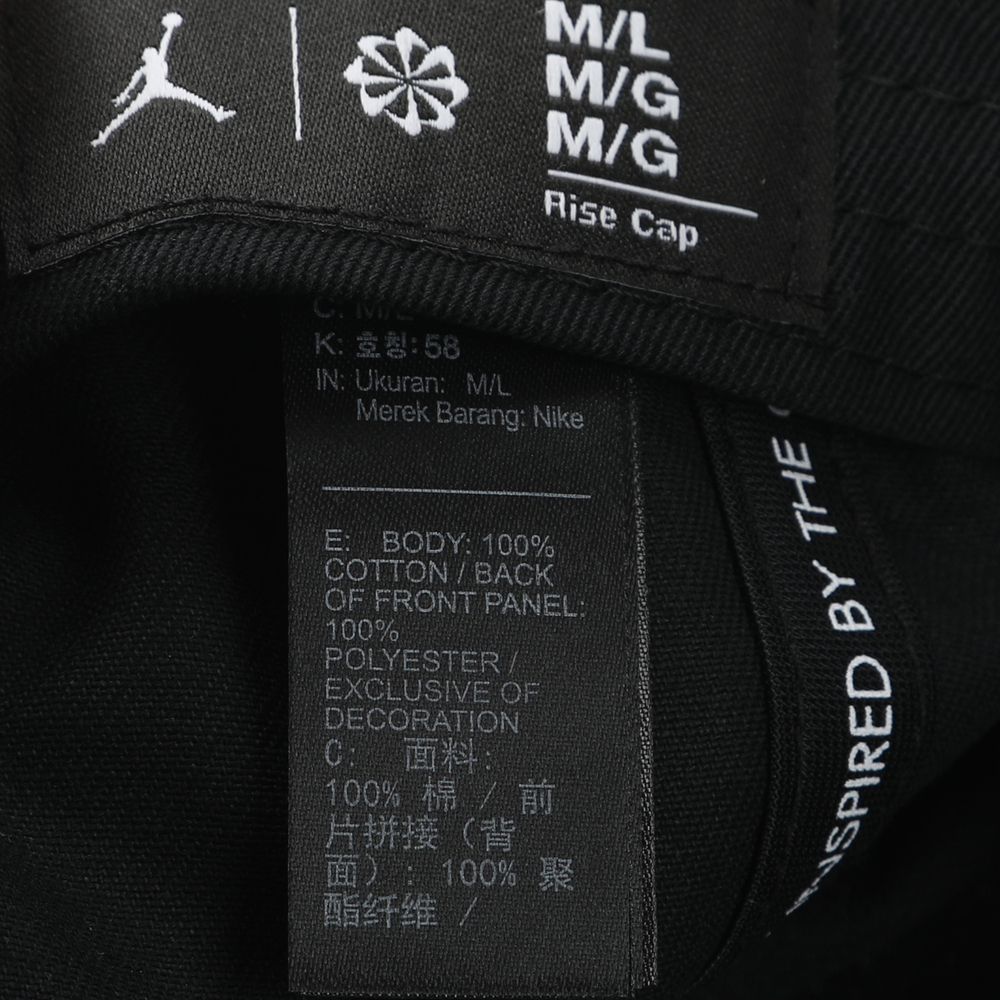 M/L
M/G
M/G
Rise Cap
C: M/L
K: 호칭: 58
IN: Ukuran: M/L
Merek Barang: Nike
E: BODY: 100%
COTTON / BACK
OF FRONT PANEL:
100%
POLYESTER /
EXCLUSIVE OF
DECORATION
C: 面料:
100% 棉 / 前
片拼接（背
面）: 100% 聚
酯纤维 /
INSPIRED BY THE